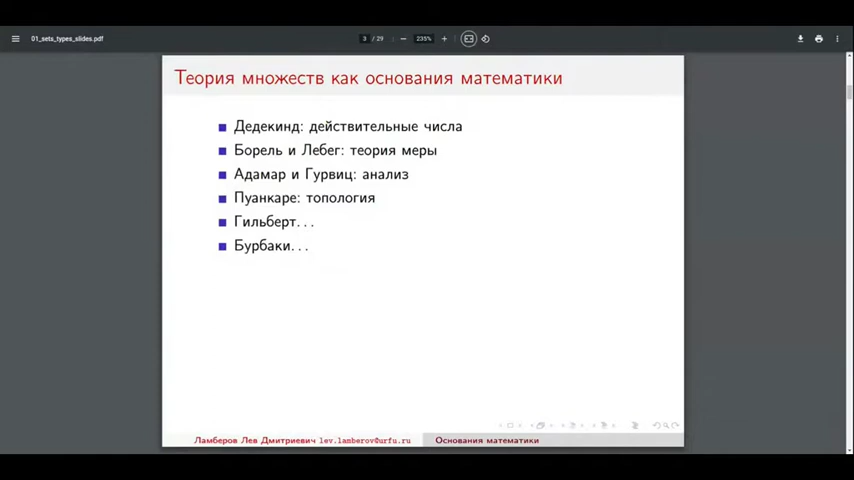 01_sets_types_slides.pdf
3 / 29
235%
Теория множеств как основания математики
Дедекинд: действительные числа
Борель и Лебег: теория меры
Адамар и Гурвиц: анализ
Пуанкаре: топология
Гильберт...
Бурбаки...
Ламберов Лев Дмитриевич lev.lamberov@urfu.ru Основания математики